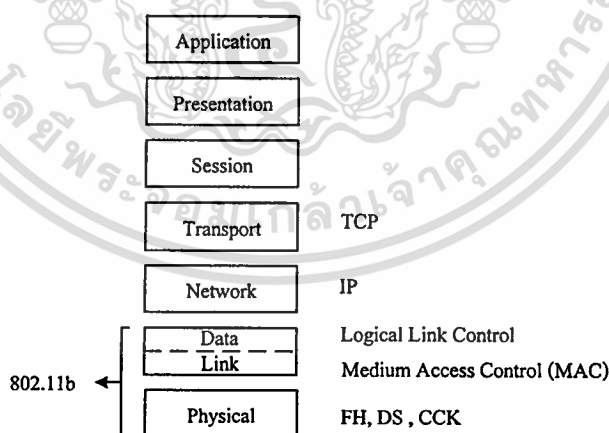 Application
Presentation
Session
Transport TCP
Network IP
Data Logical Link Control
Link Medium Access Control (MAC)
802.11b
Physical FH, DS , CCK